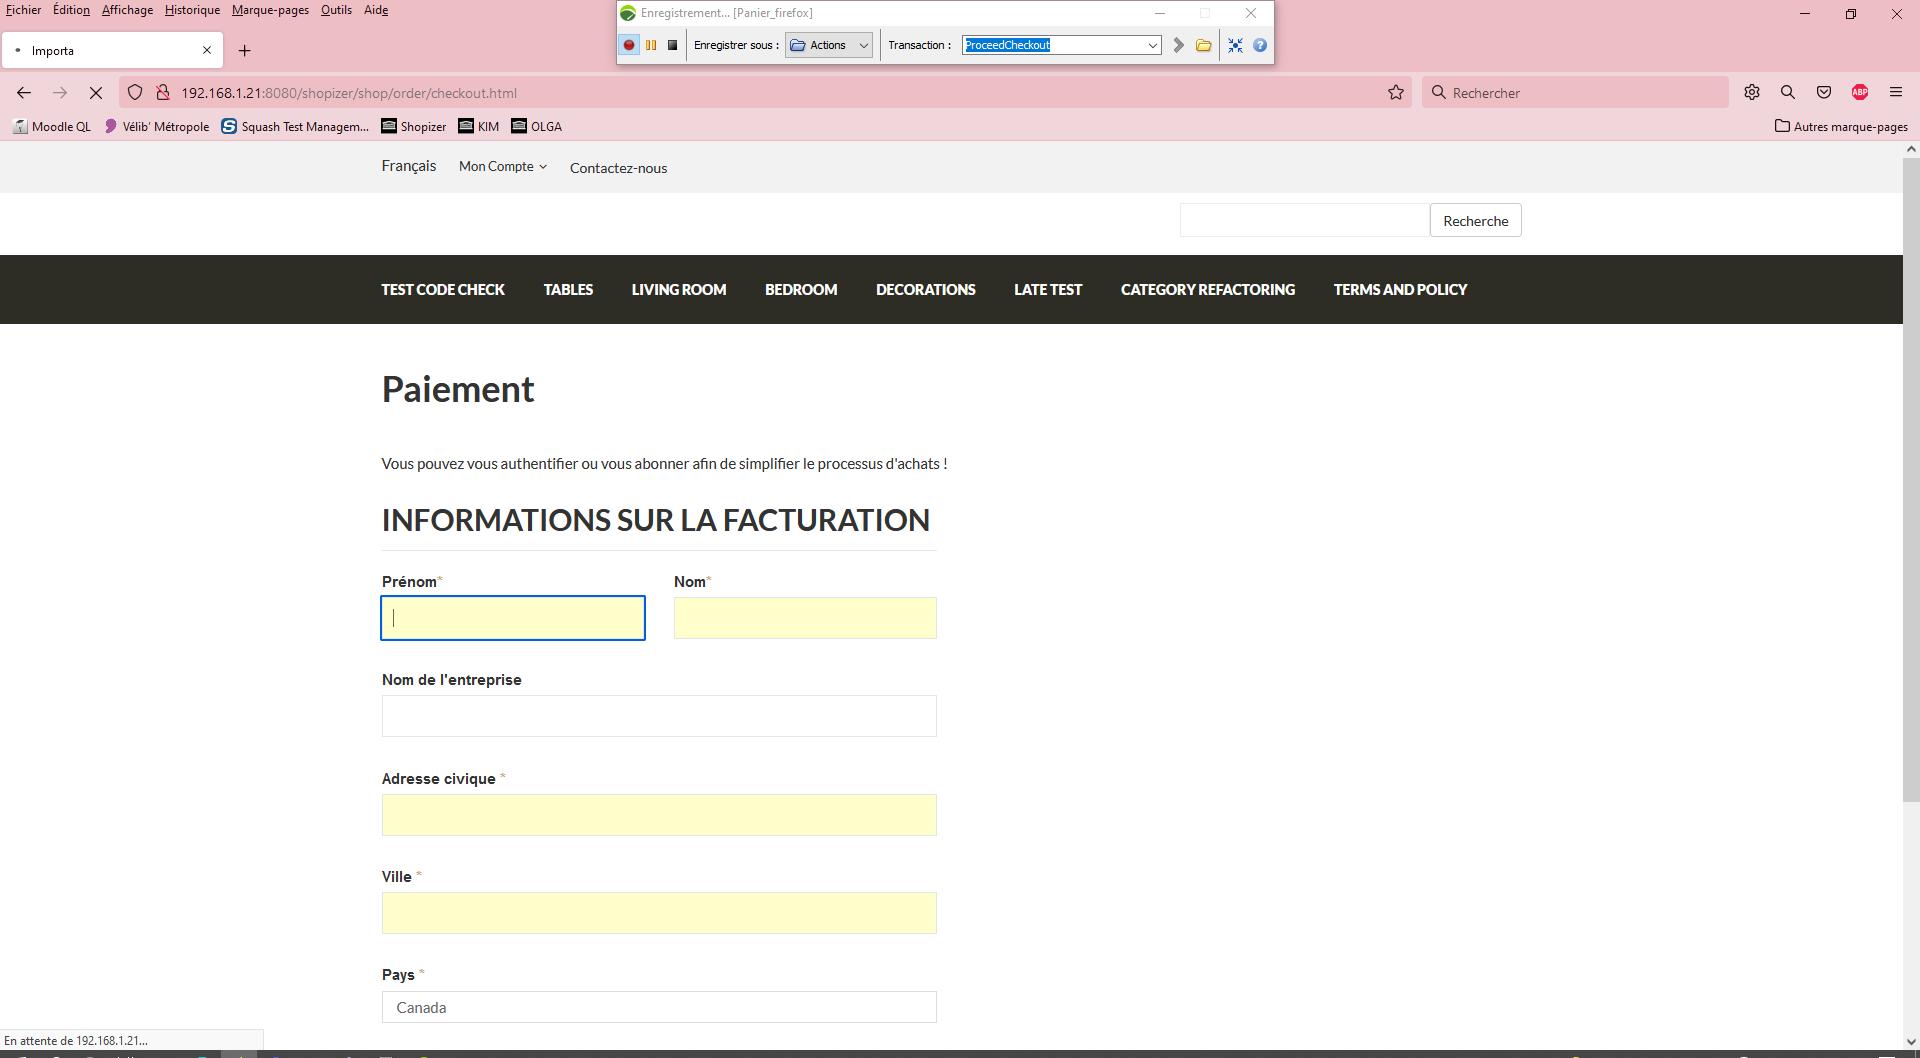 Fichier Édition Affichage Historique Marque-pages Outils Aide
Enregistrement... [Panier_firefox]
Importa
Enregistrer sous : Actions Transaction : ProceedCheckout
192.168.1.21:8080/shopizer/shop/order/checkout.html
Rechercher
ABP
Moodle QL Vélib' Métropole Squash Test Managem... Shopizer KIM OLGA Autres marque-pages
Français Mon Compte Contactez-nous
Recherche
TEST CODE CHECK TABLES LIVING ROOM BEDROOM DECORATIONS LATE TEST CATEGORY REFACTORING TERMS AND POLICY
Paiement
Vous pouvez vous authentifier ou vous abonner afin de simplifier le processus d'achats !
INFORMATIONS SUR LA FACTURATION
Prénom* Nom*
Nom de l'entreprise
Adresse civique *
Ville *
Pays *
Canada
En attente de 192.168.1.21...